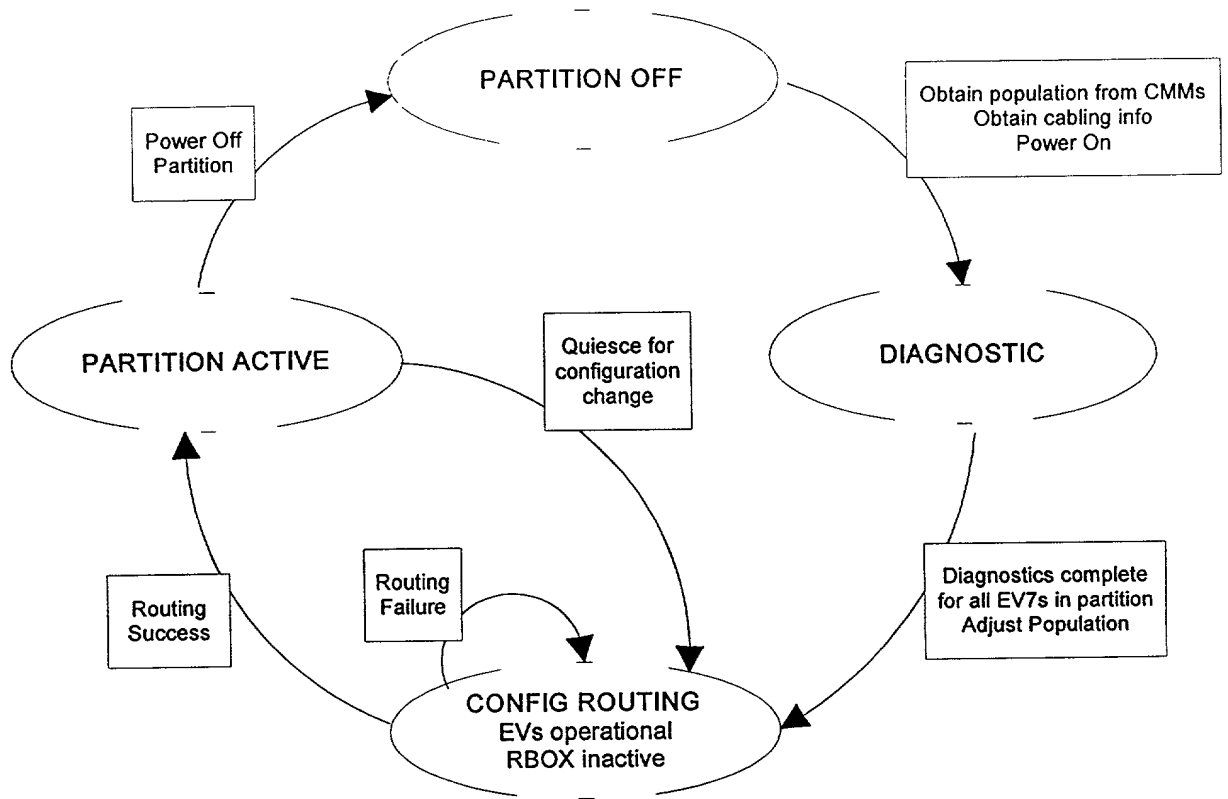 PARTITION OFF
Obtain population from CMMs
Obtain cabling info
Power On
Power Off
Partition
PARTITION ACTIVE
Quiesce for
configuration
change
DIAGNOSTIC
Routing
Success
Routing
Failure
Diagnostics complete
for all EV7s in partition
Adjust Population
CONFIG ROUTING
EVs operational
RBOX inactive